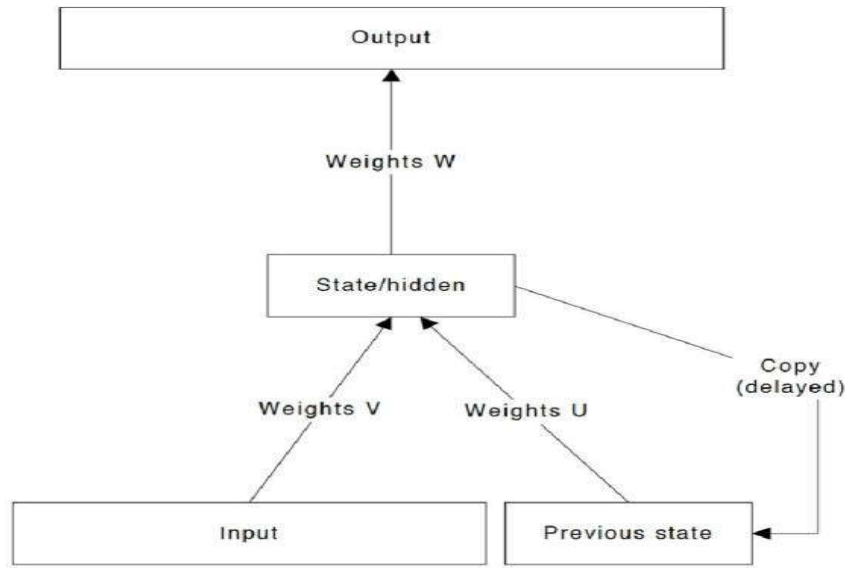 Output
Weights W
State/hidden
Copy
(delayed)
Weights V
Weights U
Input
Previous state